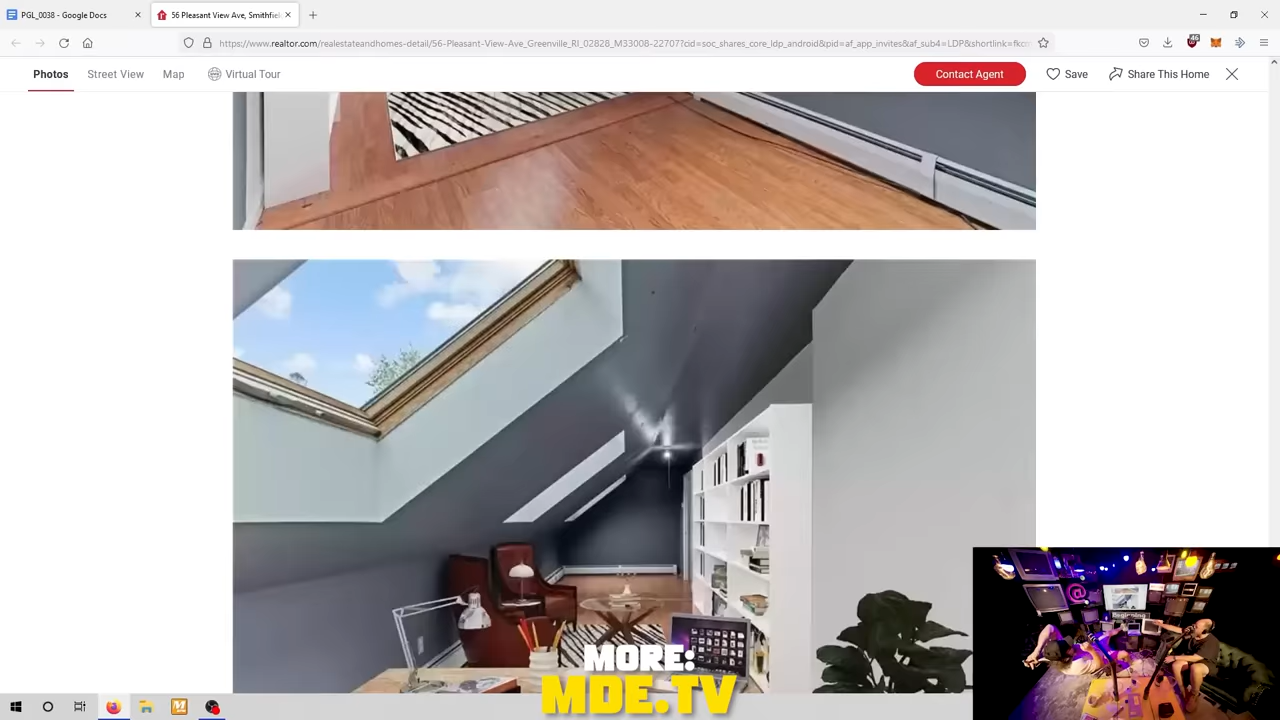 PGL_0038 - Google Docs
56 Pleasant View Ave, Smithfiel
https://www.realtor.com/realestateandhomes-detail/56-Pleasant-View-Ave_Greenville_RI_02828_M33008-22707?cid=soc_shares_core_ldp_android&pid=af_app_invites&af_sub4=LDP&shortlink=fkc
Photos
Street View
Map
Virtual Tour
Contact Agent
Save
Share This Home
Beginning
MORE:
MDE.TV